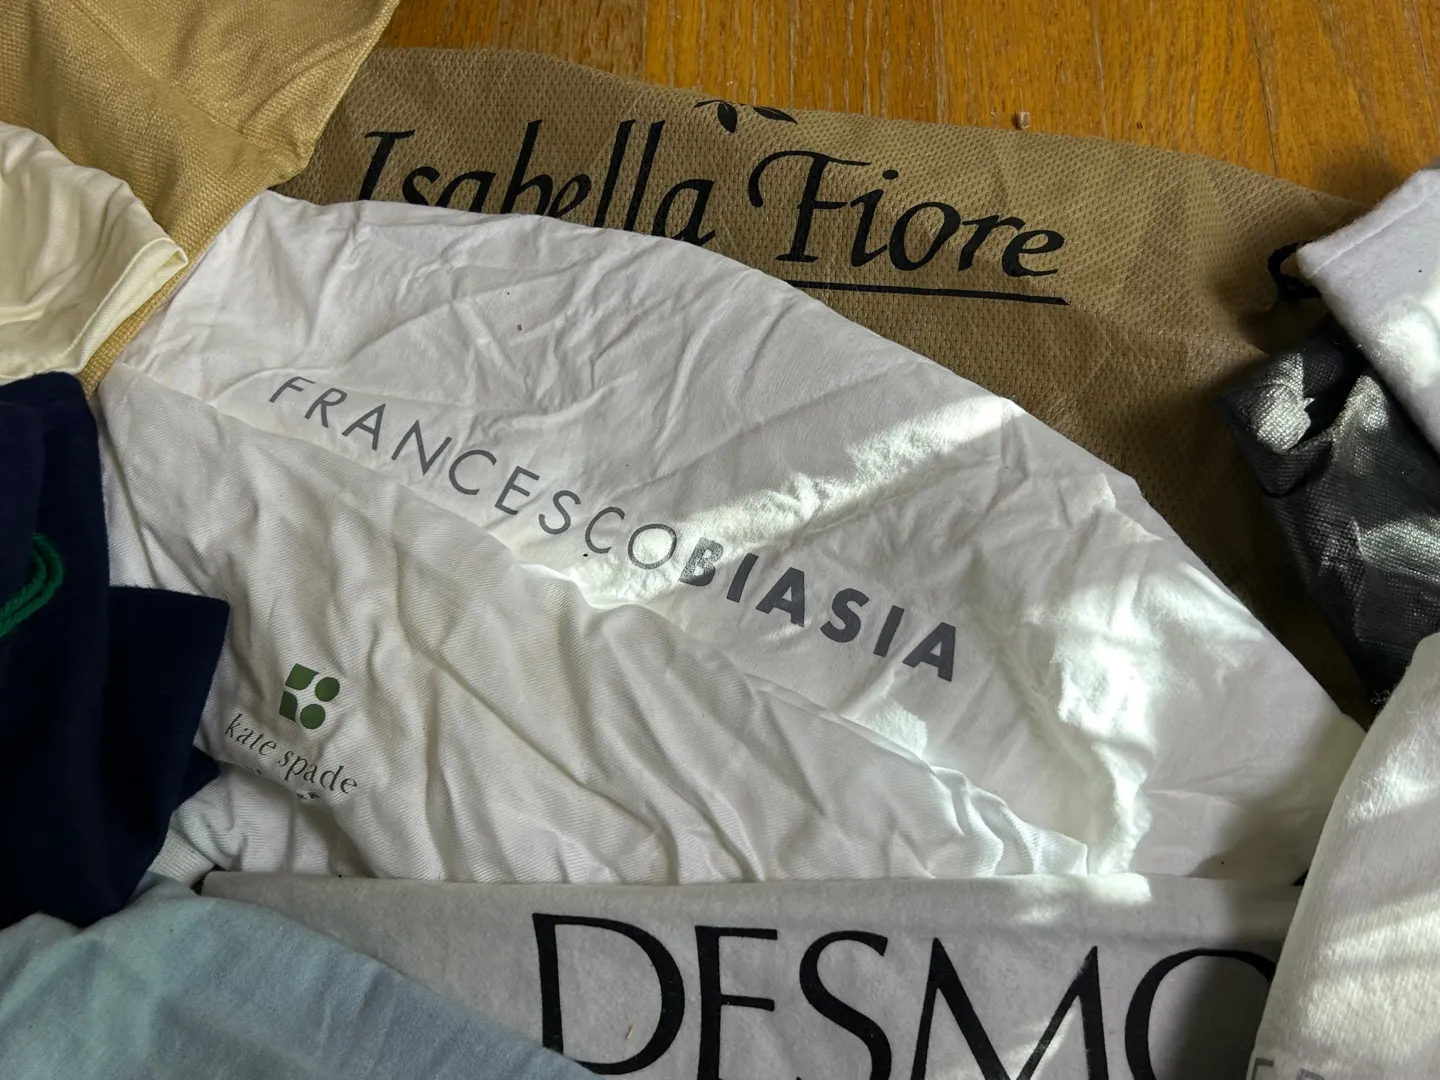 Isabella Fiore
FRANCESCOBIASIA
kate spade
DESMO